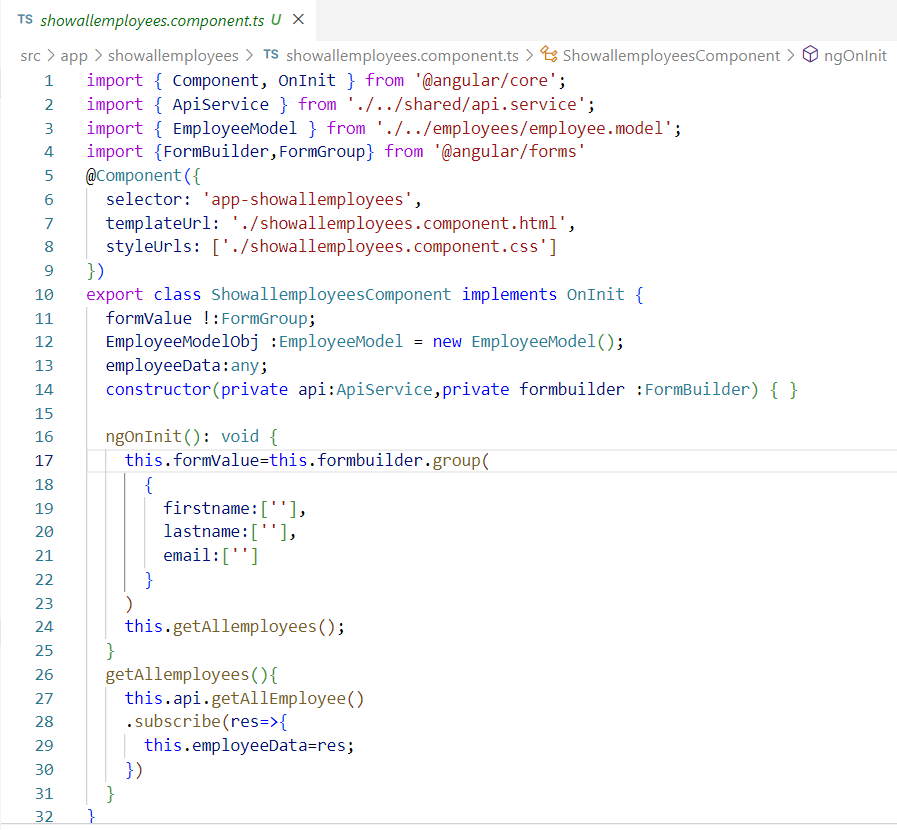 TS showallemployees.component.ts U ×
src > app > showallemployees > TS showallemployees.component.ts > ShowallemployeesComponent > ngOnInit
1 import { Component, OnInit } from '@angular/core';
2 import { ApiService } from './../shared/api.service';
3 import { EmployeeModel } from './../employees/employee.model';
4 import {FormBuilder,FormGroup} from '@angular/forms'
5 @Component({
6   selector: 'app-showallemployees',
7   templateUrl: './showallemployees.component.html',
8   styleUrls: ['./showallemployees.component.css']
9 })
10 export class ShowallemployeesComponent implements OnInit {
11   formValue !:FormGroup;
12   EmployeeModelObj :EmployeeModel = new EmployeeModel();
13   employeeData:any;
14   constructor(private api:ApiService,private formbuilder :FormBuilder) { }
15
16   ngOnInit(): void {
17     this.formValue=this.formbuilder.group(
18       {
19         firstname:[''],
20         lastname:[''],
21         email:['']
22       }
23     )
24     this.getAllemployees();
25   }
26   getAllemployees(){
27     this.api.getAllEmployee()
28     .subscribe(res=>{
29       this.employeeData=res;
30     })
31   }
32 }